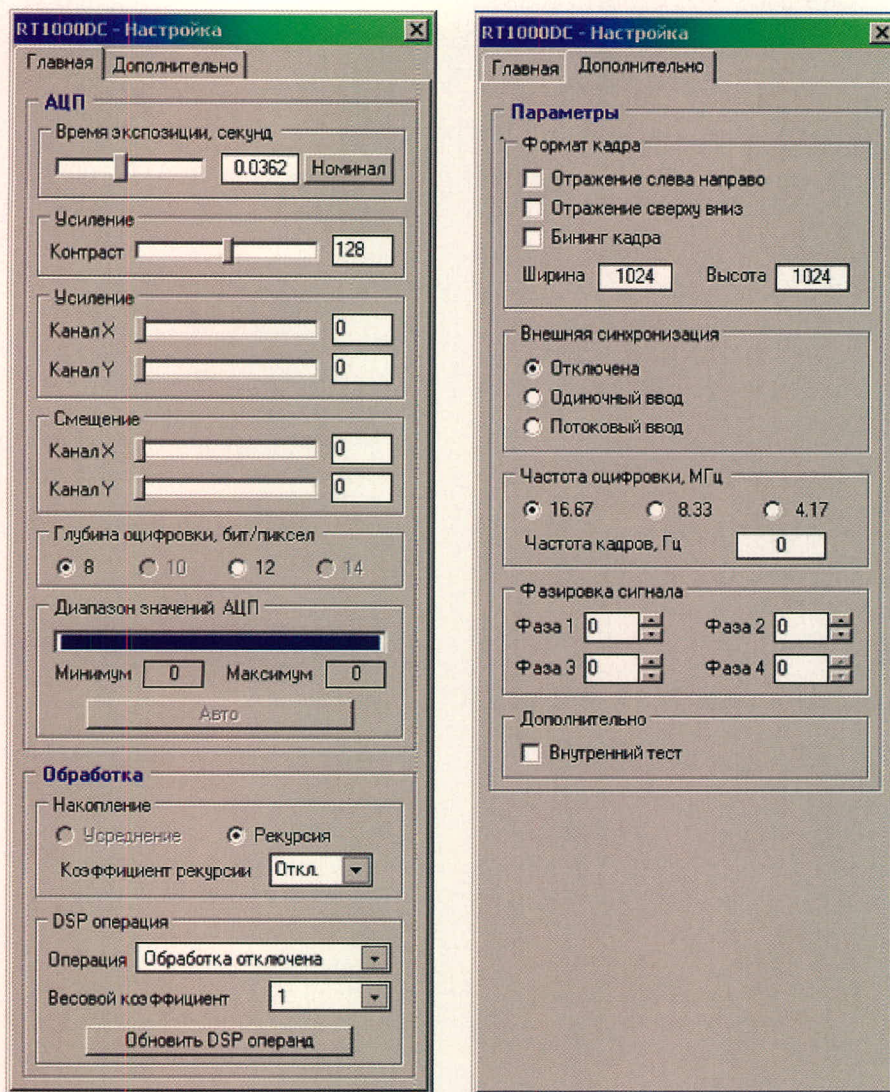 RT1000DC - Настройка
Главная Дополнительно
АЦП
Время экспозиции, секунд
0.0362 Номинал
Усиление
Контраст 128
Усиление
Канал X 0
Канал Y 0
Смещение
Канал X 0
Канал Y 0
Глубина оцифровки, бит/пиксел
8 10 12 14
Диапазон значений АЦП
Минимум 0 Максимум 0
Авто
Обработка
Накопление
Усреднение Рекурсия
Коэффициент рекурсии Откл.
DSP операция
Операция Обработка отключена
Весовой коэффициент 1
Обновить DSP операнд
RT1000DC - Настройка
Главная Дополнительно
Параметры
Формат кадра
Отражение слева направо
Отражение сверху вниз
Бининг кадра
Ширина 1024 Высота 1024
Внешняя синхронизация
Отключена
Одиночный ввод
Потоковый ввод
Частота оцифровки, МГц
16.67 8.33 4.17
Частота кадров, Гц 0
Фазировка сигнала
Фаза 1 0 Фаза 2 0
Фаза 3 0 Фаза 4 0
Дополнительно
Внутренний тест